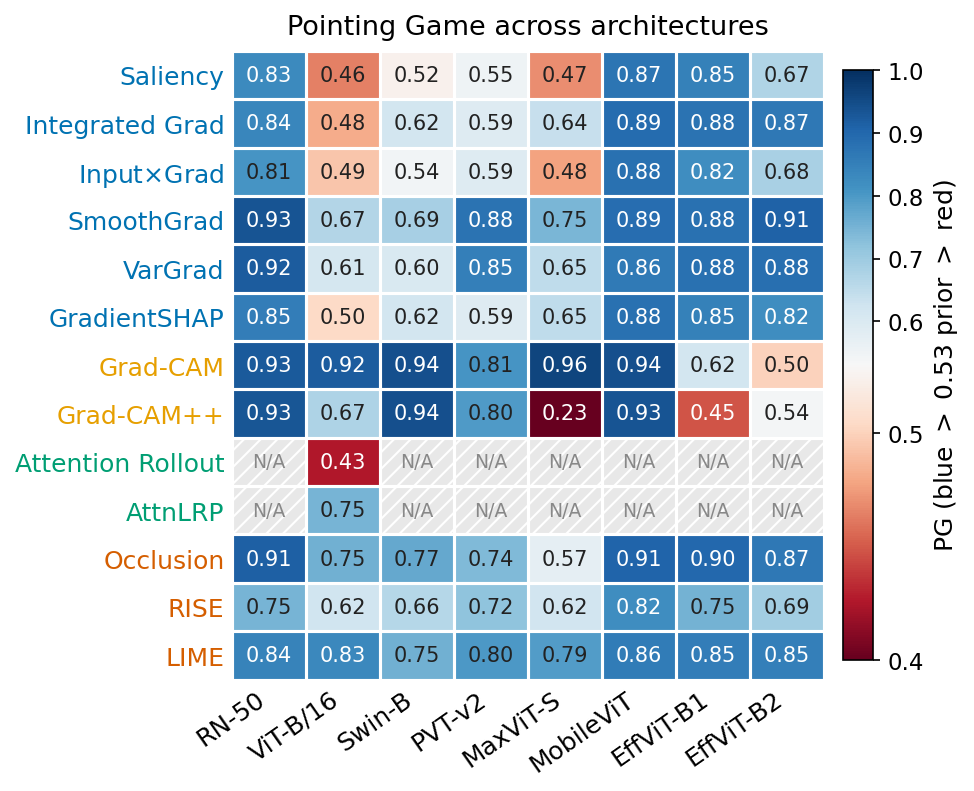 Pointing Game across architectures
Saliency 0.83 0.46 0.52 0.55 0.47 0.87 0.85 0.67
Integrated Grad 0.84 0.48 0.62 0.59 0.64 0.89 0.88 0.87
Input×Grad 0.81 0.49 0.54 0.59 0.48 0.88 0.82 0.68
SmoothGrad 0.93 0.67 0.69 0.88 0.75 0.89 0.88 0.91
VarGrad 0.92 0.61 0.60 0.85 0.65 0.86 0.88 0.88
GradientSHAP 0.85 0.50 0.62 0.59 0.65 0.88 0.85 0.82
Grad-CAM 0.93 0.92 0.94 0.81 0.96 0.94 0.62 0.50
Grad-CAM++ 0.93 0.67 0.94 0.80 0.23 0.93 0.45 0.54
Attention Rollout N/A 0.43 N/A N/A N/A N/A N/A N/A
AttnLRP N/A 0.75 N/A N/A N/A N/A N/A N/A
Occlusion 0.91 0.75 0.77 0.74 0.57 0.91 0.90 0.87
RISE 0.75 0.62 0.66 0.72 0.62 0.82 0.75 0.69
LIME 0.84 0.83 0.75 0.80 0.79 0.86 0.85 0.85
RN-50 ViT-B/16 Swin-B PVT-v2 MaxViT-S MobileViT EffViT-B1 EffViT-B2
1.0
0.9
0.8
0.7
0.6
0.5
0.4
PG (blue > 0.53 prior > red)